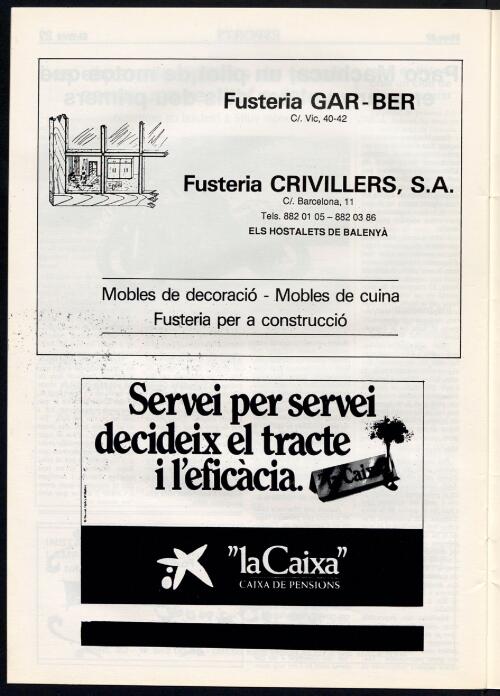 Fusteria GAR-BER
C/. Vic, 40-42
Fusteria CRIVILLERS, S.A.
C/. Barcelona, 11
Tels. 882 01 05 – 882 03 86
ELS HOSTALETS DE BALENYÀ
Mobles de decoració - Mobles de cuina
Fusteria per a construcció
Servei per servei
decideix el tracte
i l'eficàcia.
"la Caixa"
"la Caixa"
CAIXA DE PENSIONS